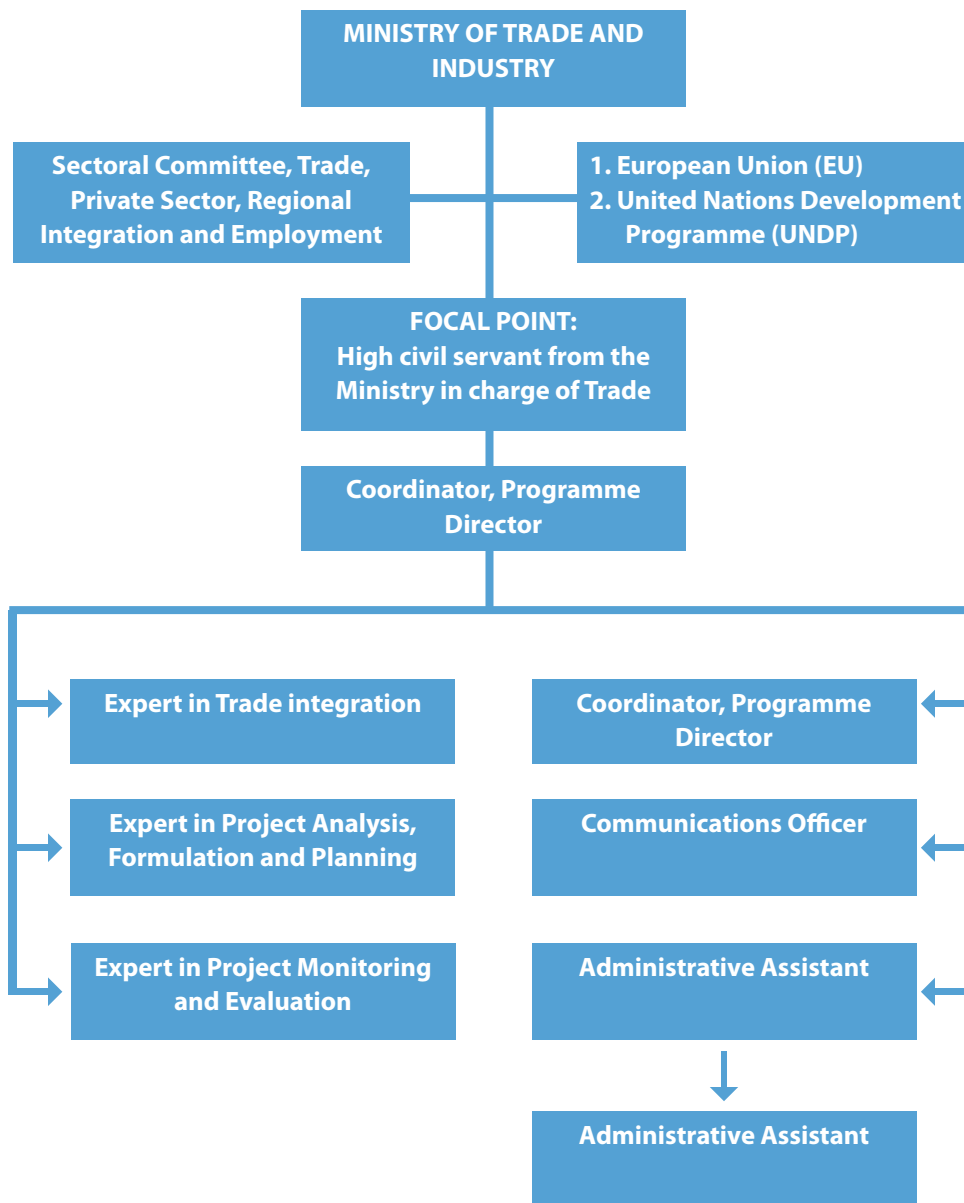 MINISTRY OF TRADE AND
INDUSTRY
Sectoral Committee, Trade,
Private Sector, Regional
Integration and Employment
1. European Union (EU)
2. United Nations Development
Programme (UNDP)
FOCAL POINT:
High civil servant from the
Ministry in charge of Trade
Coordinator, Programme
Director
Expert in Trade integration
Coordinator, Programme
Director
Expert in Project Analysis,
Formulation and Planning
Communications Officer
Expert in Project Monitoring
and Evaluation
Administrative Assistant
Administrative Assistant